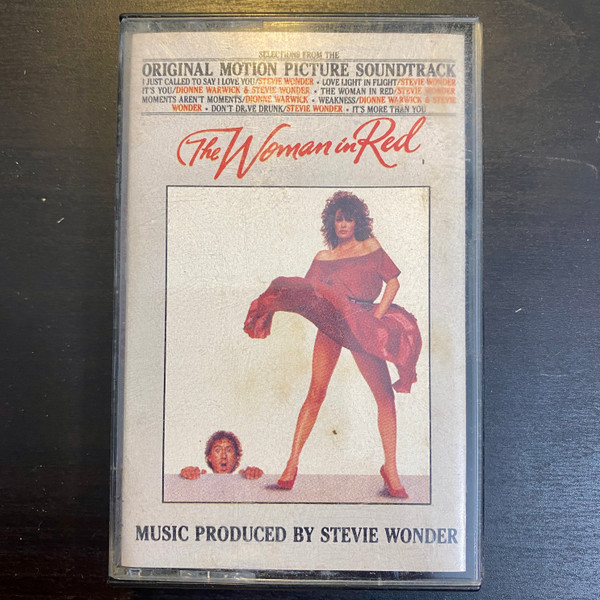 SELECTIONS FROM THE
ORIGINAL MOTION PICTURE SOUNDTRACK
I JUST CALLED TO SAY I LOVE YOU/STEVIE WONDER • LOVE LIGHT IN FLIGHT/STEVIE WONDER
IT'S YOU/DIONNE WARWICK & STEVIE WONDER • THE WOMAN IN RED/STEVIE WONDER
MOMENTS AREN'T MOMENTS/DIONNE WARWICK • WEAKNESS/DIONNE WARWICK & STEVIE
WONDER • DON'T DRIVE DRUNK/STEVIE WONDER • IT'S MORE THAN YOU
The Woman in Red
MUSIC PRODUCED BY STEVIE WONDER